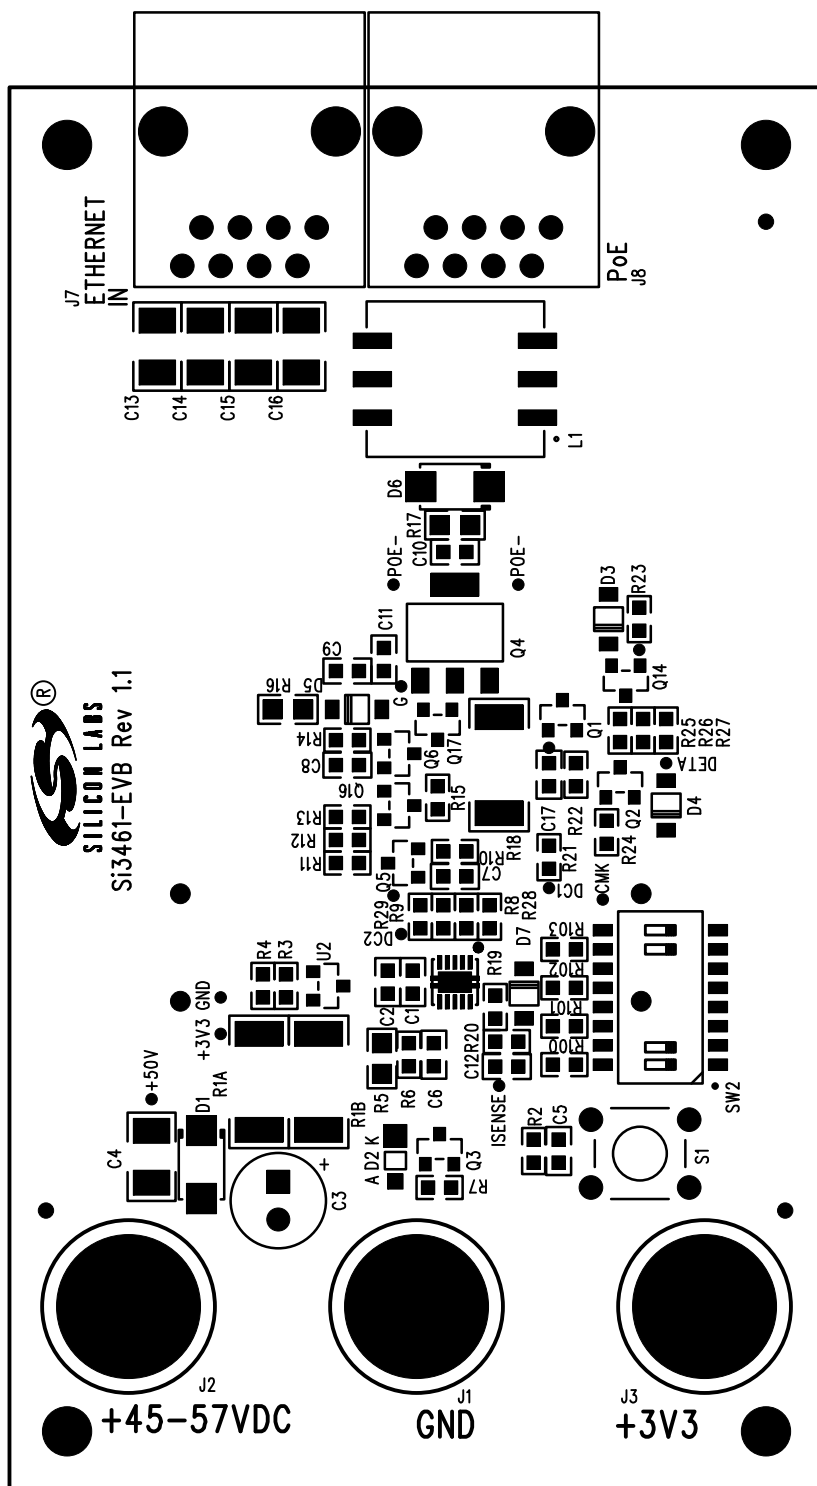 J7
ETHERNET
IN
PoE
J8
C13
C14
C15
C16
L1
D6
R17
C10
POE-
POE-
D3
R23
C11
C9
Q4
Q14
®
SILICON LABS
Si3461-EVB Rev 1.1
R16
D5
G
R14
C8
Q6
Q17
Q1
R25
R26
R27
DETA
Q16
R15
C17
R22
Q2
D4
R13
R12
R11
R18
R10
C7
R21
R24
Q5
DC1
CMK
R29
R9
DC2
R8
R28
D7
R103
R4
R3
U2
R19
R102
+3V3
GND
C2
C1
R101
R20
C12
R100
+50V
R1A
D1
R1B
R5
R6
C6
ISENSE
SW2
C4
+
C3
A D2 K
Q3
R7
R2
C5
S1
J2
J1
J3
+45-57VDC
GND
+3V3